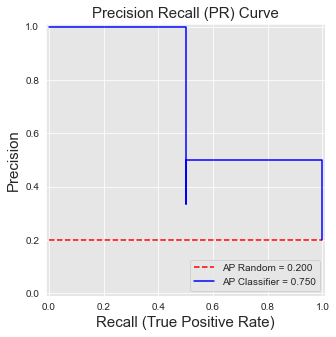 Precision Recall (PR) Curve
1.0
0.8
0.6
0.4
0.2
0.0
Precision
AP Random = 0.200
AP Classifier = 0.750
0.0 0.2 0.4 0.6 0.8 1.0
Recall (True Positive Rate)